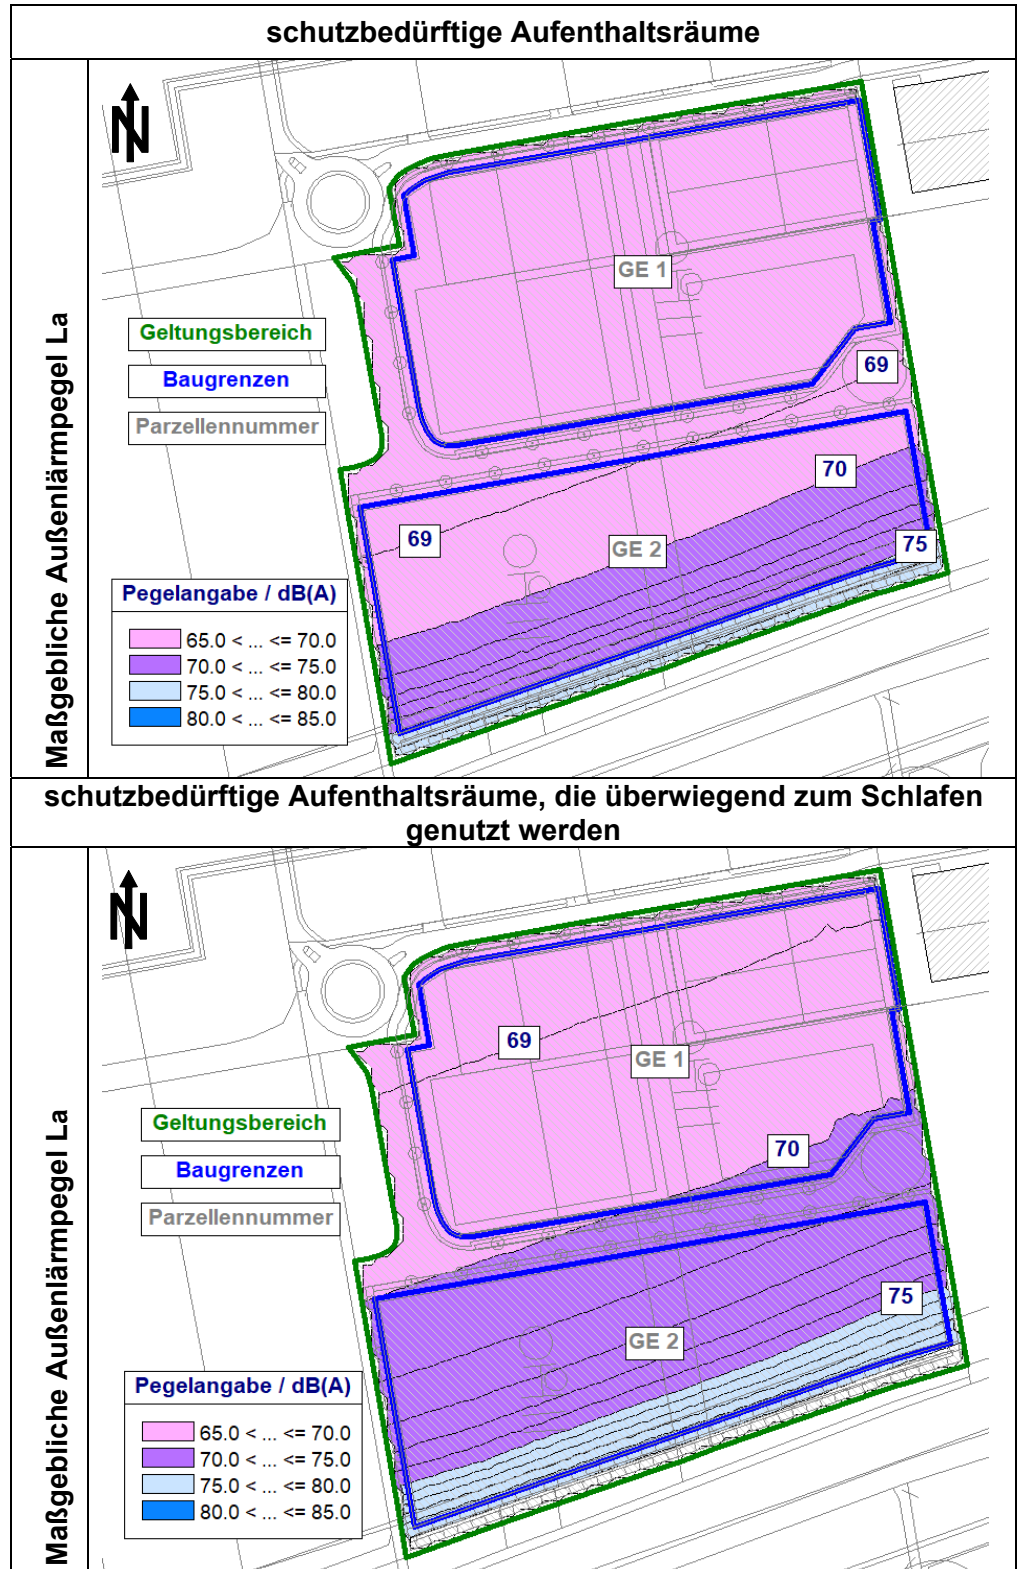 schutzbedürftige Aufenthaltsräume
Maßgebliche Außenlärmpegel La
N
GE 1
Geltungsbereich
Baugrenzen
Parzellennummer
69
70
69
GE 2
75
Pegelangabe / dB(A)
65.0 < ... <= 70.0
70.0 < ... <= 75.0
75.0 < ... <= 80.0
80.0 < ... <= 85.0
schutzbedürftige Aufenthaltsräume, die überwiegend zum Schlafen
genutzt werden
Maßgebliche Außenlärmpegel La
N
69
GE 1
Geltungsbereich
Baugrenzen
Parzellennummer
70
75
GE 2
Pegelangabe / dB(A)
65.0 < ... <= 70.0
70.0 < ... <= 75.0
75.0 < ... <= 80.0
80.0 < ... <= 85.0